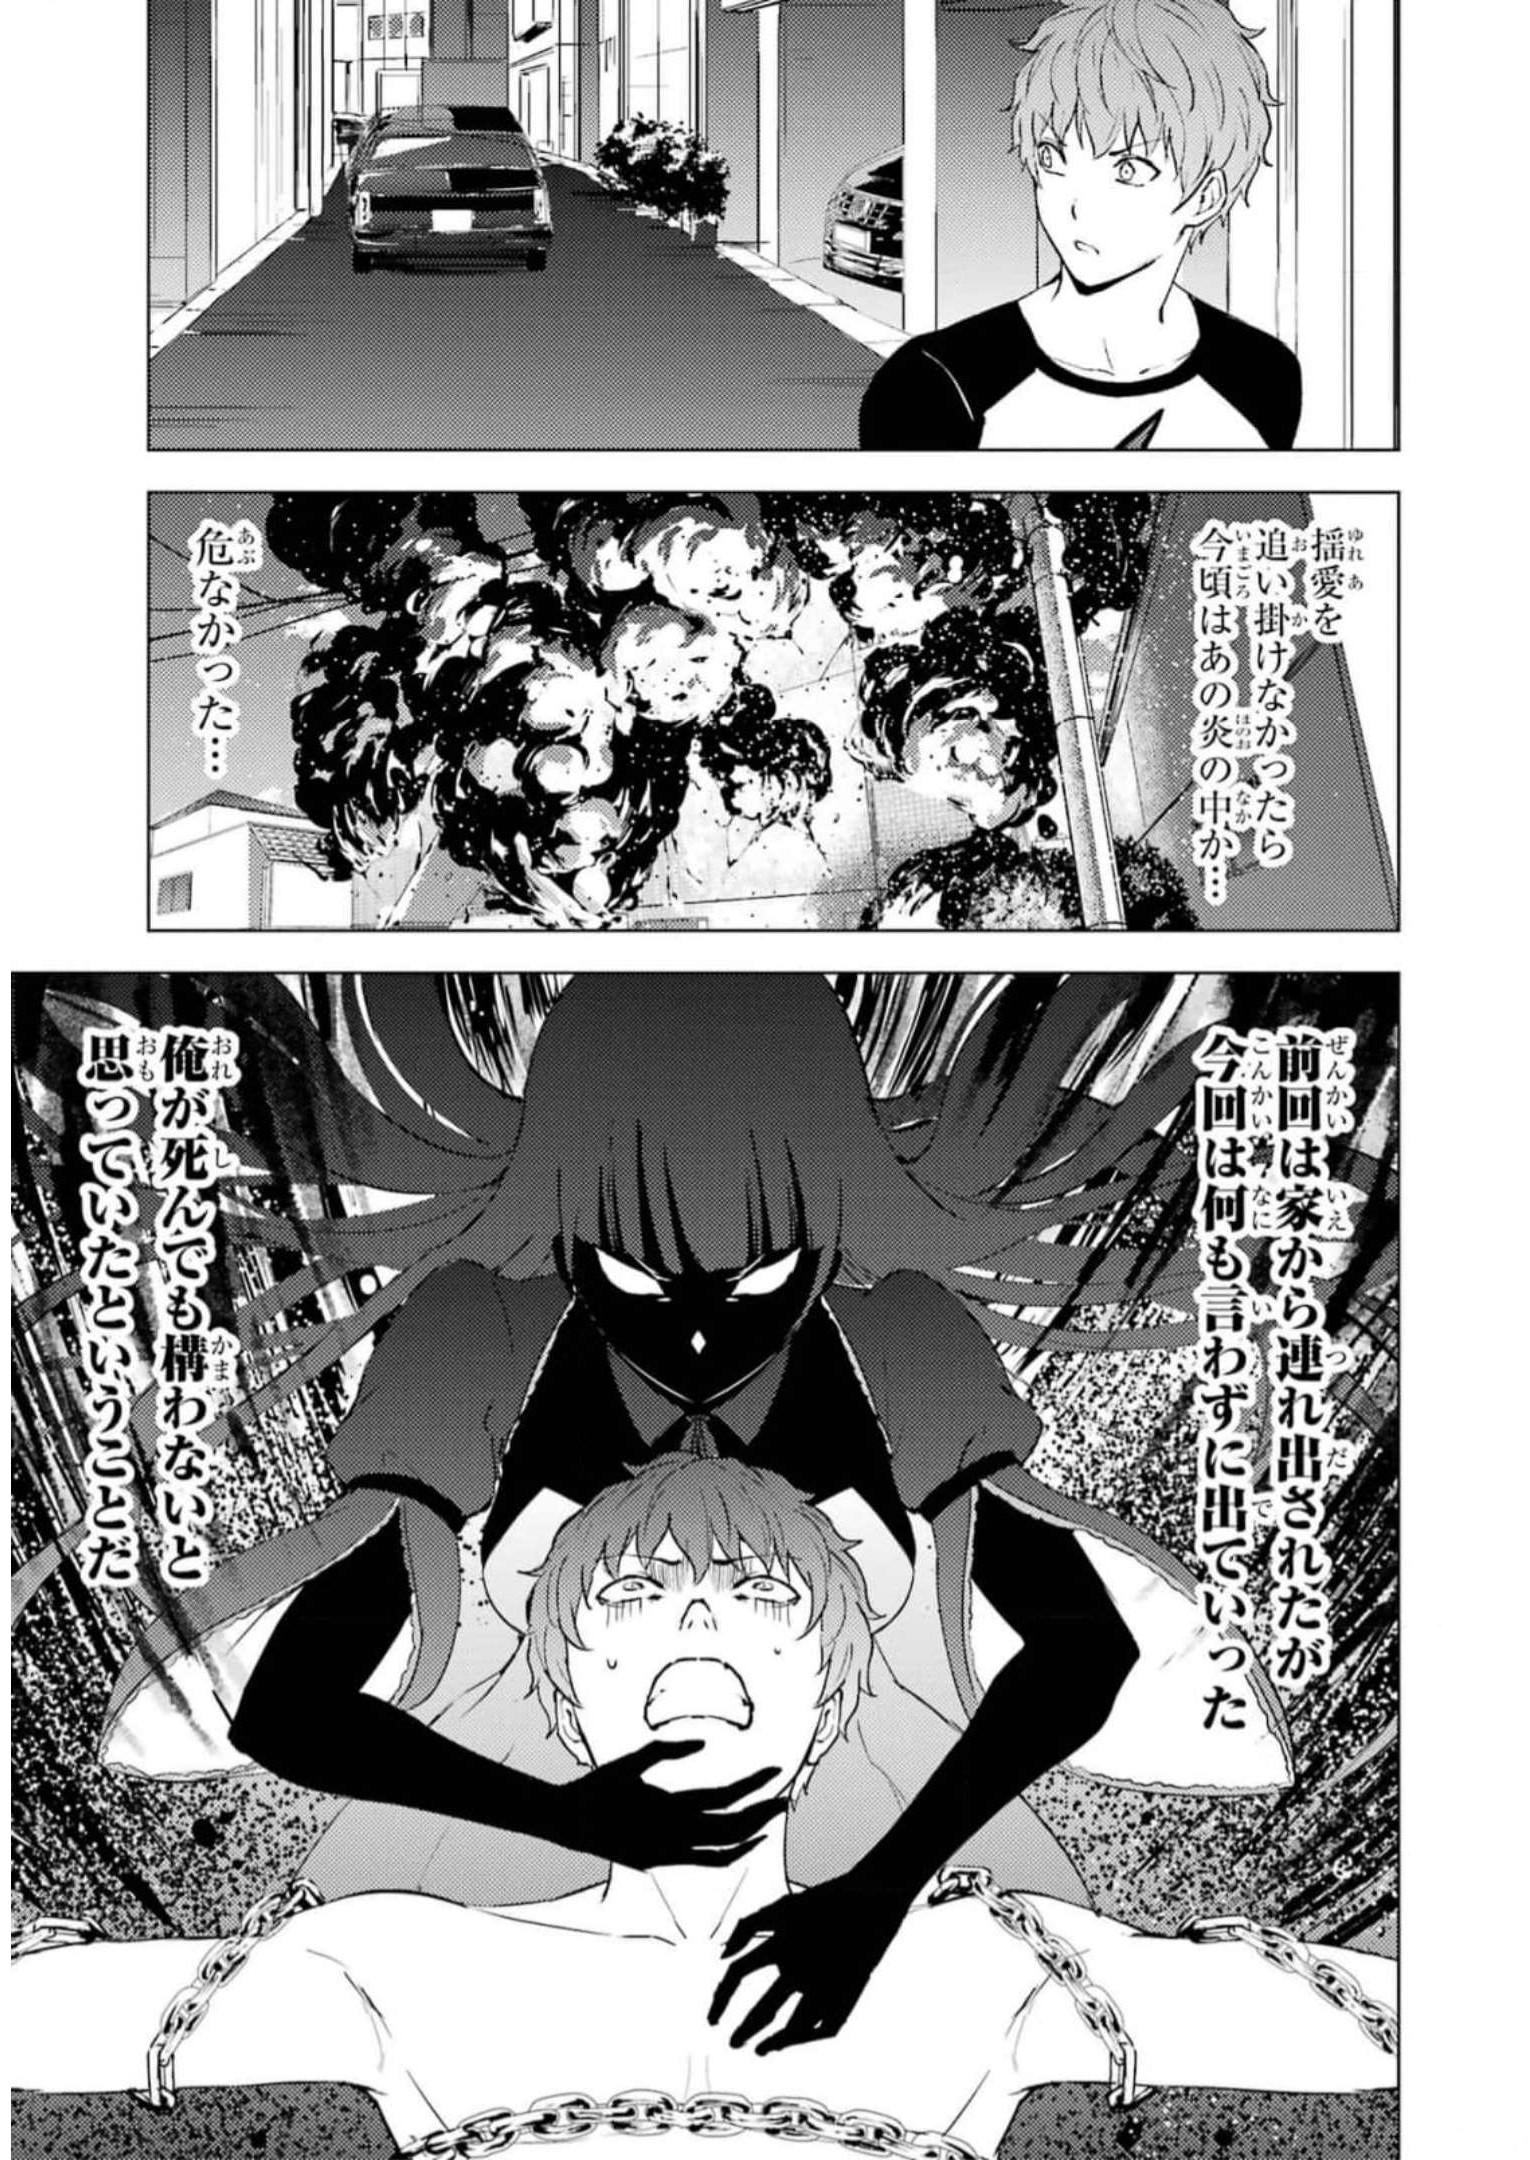 揺愛を
追い掛けなかったら
今頃はあの炎の中か…
危なかった…
前回は家から連れ出されたが
今回は何も言わずに出ていった
俺が死んでも構わないと
思っていたということだ